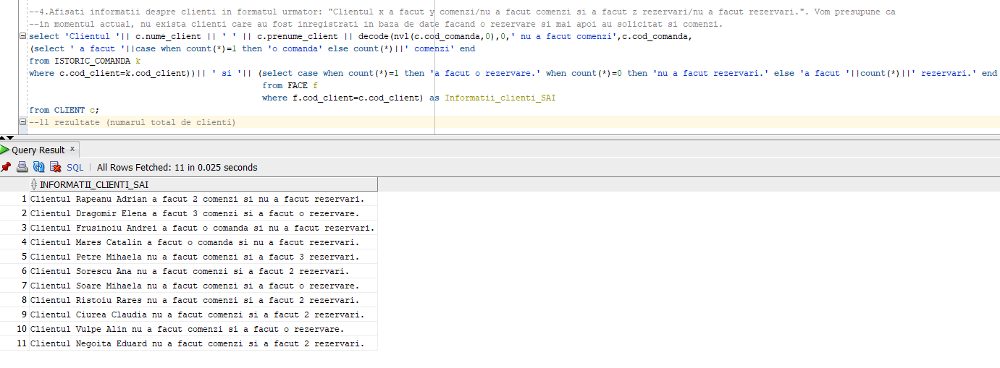 --4.Afisati informatii despre clienti in formatul urmator: "Clientul x a facut y comenzi/nu a facut comenzi si a facut z rezervari/nu a facut rezervari.". Vom presupune ca
--in momentul actual, nu exista clienti care au fost inregistrati in baza de date facand o rezervare si mai apoi au solicitat si comenzi.
select 'Clientul '|| c.nume_client || ' ' || c.prenume_client || decode(nvl(c.cod_comanda,0),0,' nu a facut comenzi',c.cod_comanda,
(select ' a facut '||case when count(*)=1 then 'o comanda' else count(*)||' comenzi' end
from ISTORIC_COMANDA k
where c.cod_client=k.cod_client))|| ' si '|| (select case when count(*)=1 then 'a facut o rezervare.' when count(*)=0 then 'nu a facut rezervari.' else 'a facut '||count(*)||' rezervari.' end
from FACE f
where f.cod_client=c.cod_client) as Informatii_clienti_SAI
from CLIENT c;
--11 rezultate (numarul total de clienti)
Query Result x
SQL | All Rows Fetched: 11 in 0.025 seconds
INFORMATII_CLIENTI_SAI
1 Clientul Rapeanu Adrian a facut 2 comenzi si nu a facut rezervari.
2 Clientul Dragomir Elena a facut 3 comenzi si a facut o rezervare.
3 Clientul Frusinoiu Andrei a facut o comanda si nu a facut rezervari.
4 Clientul Mares Catalin a facut o comanda si nu a facut rezervari.
5 Clientul Petre Mihaela nu a facut comenzi si a facut 3 rezervari.
6 Clientul Sorescu Ana nu a facut comenzi si a facut 2 rezervari.
7 Clientul Soare Mihaela nu a facut comenzi si a facut o rezervare.
8 Clientul Ristoiu Rares nu a facut comenzi si a facut 2 rezervari.
9 Clientul Ciurea Claudia nu a facut comenzi si a facut 2 rezervari.
10 Clientul Vulpe Alin nu a facut comenzi si a facut o rezervare.
11 Clientul Negoita Eduard nu a facut comenzi si a facut 2 rezervari.